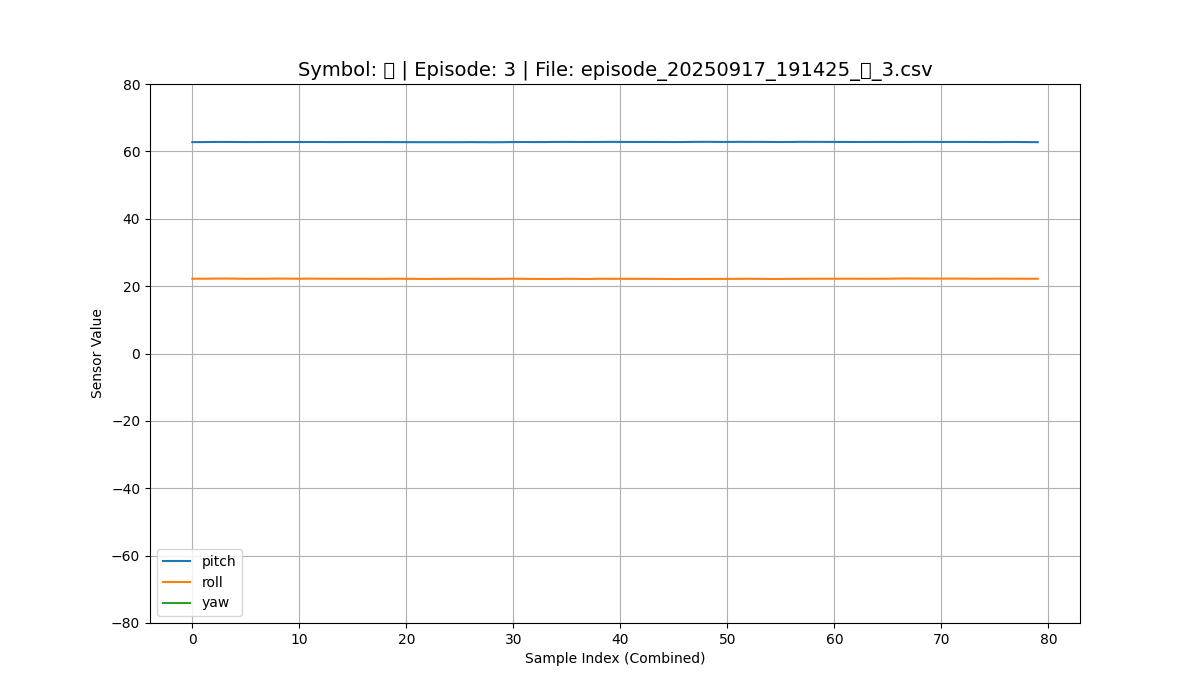 Symbol: ▯ | Episode: 3 | File: episode_20250917_191425_▯_3.csv
80
60
40
20
0
−20
−40
−60
−80
Sensor Value
pitch
roll
yaw
0 10 20 30 40 50 60 70 80
Sample Index (Combined)